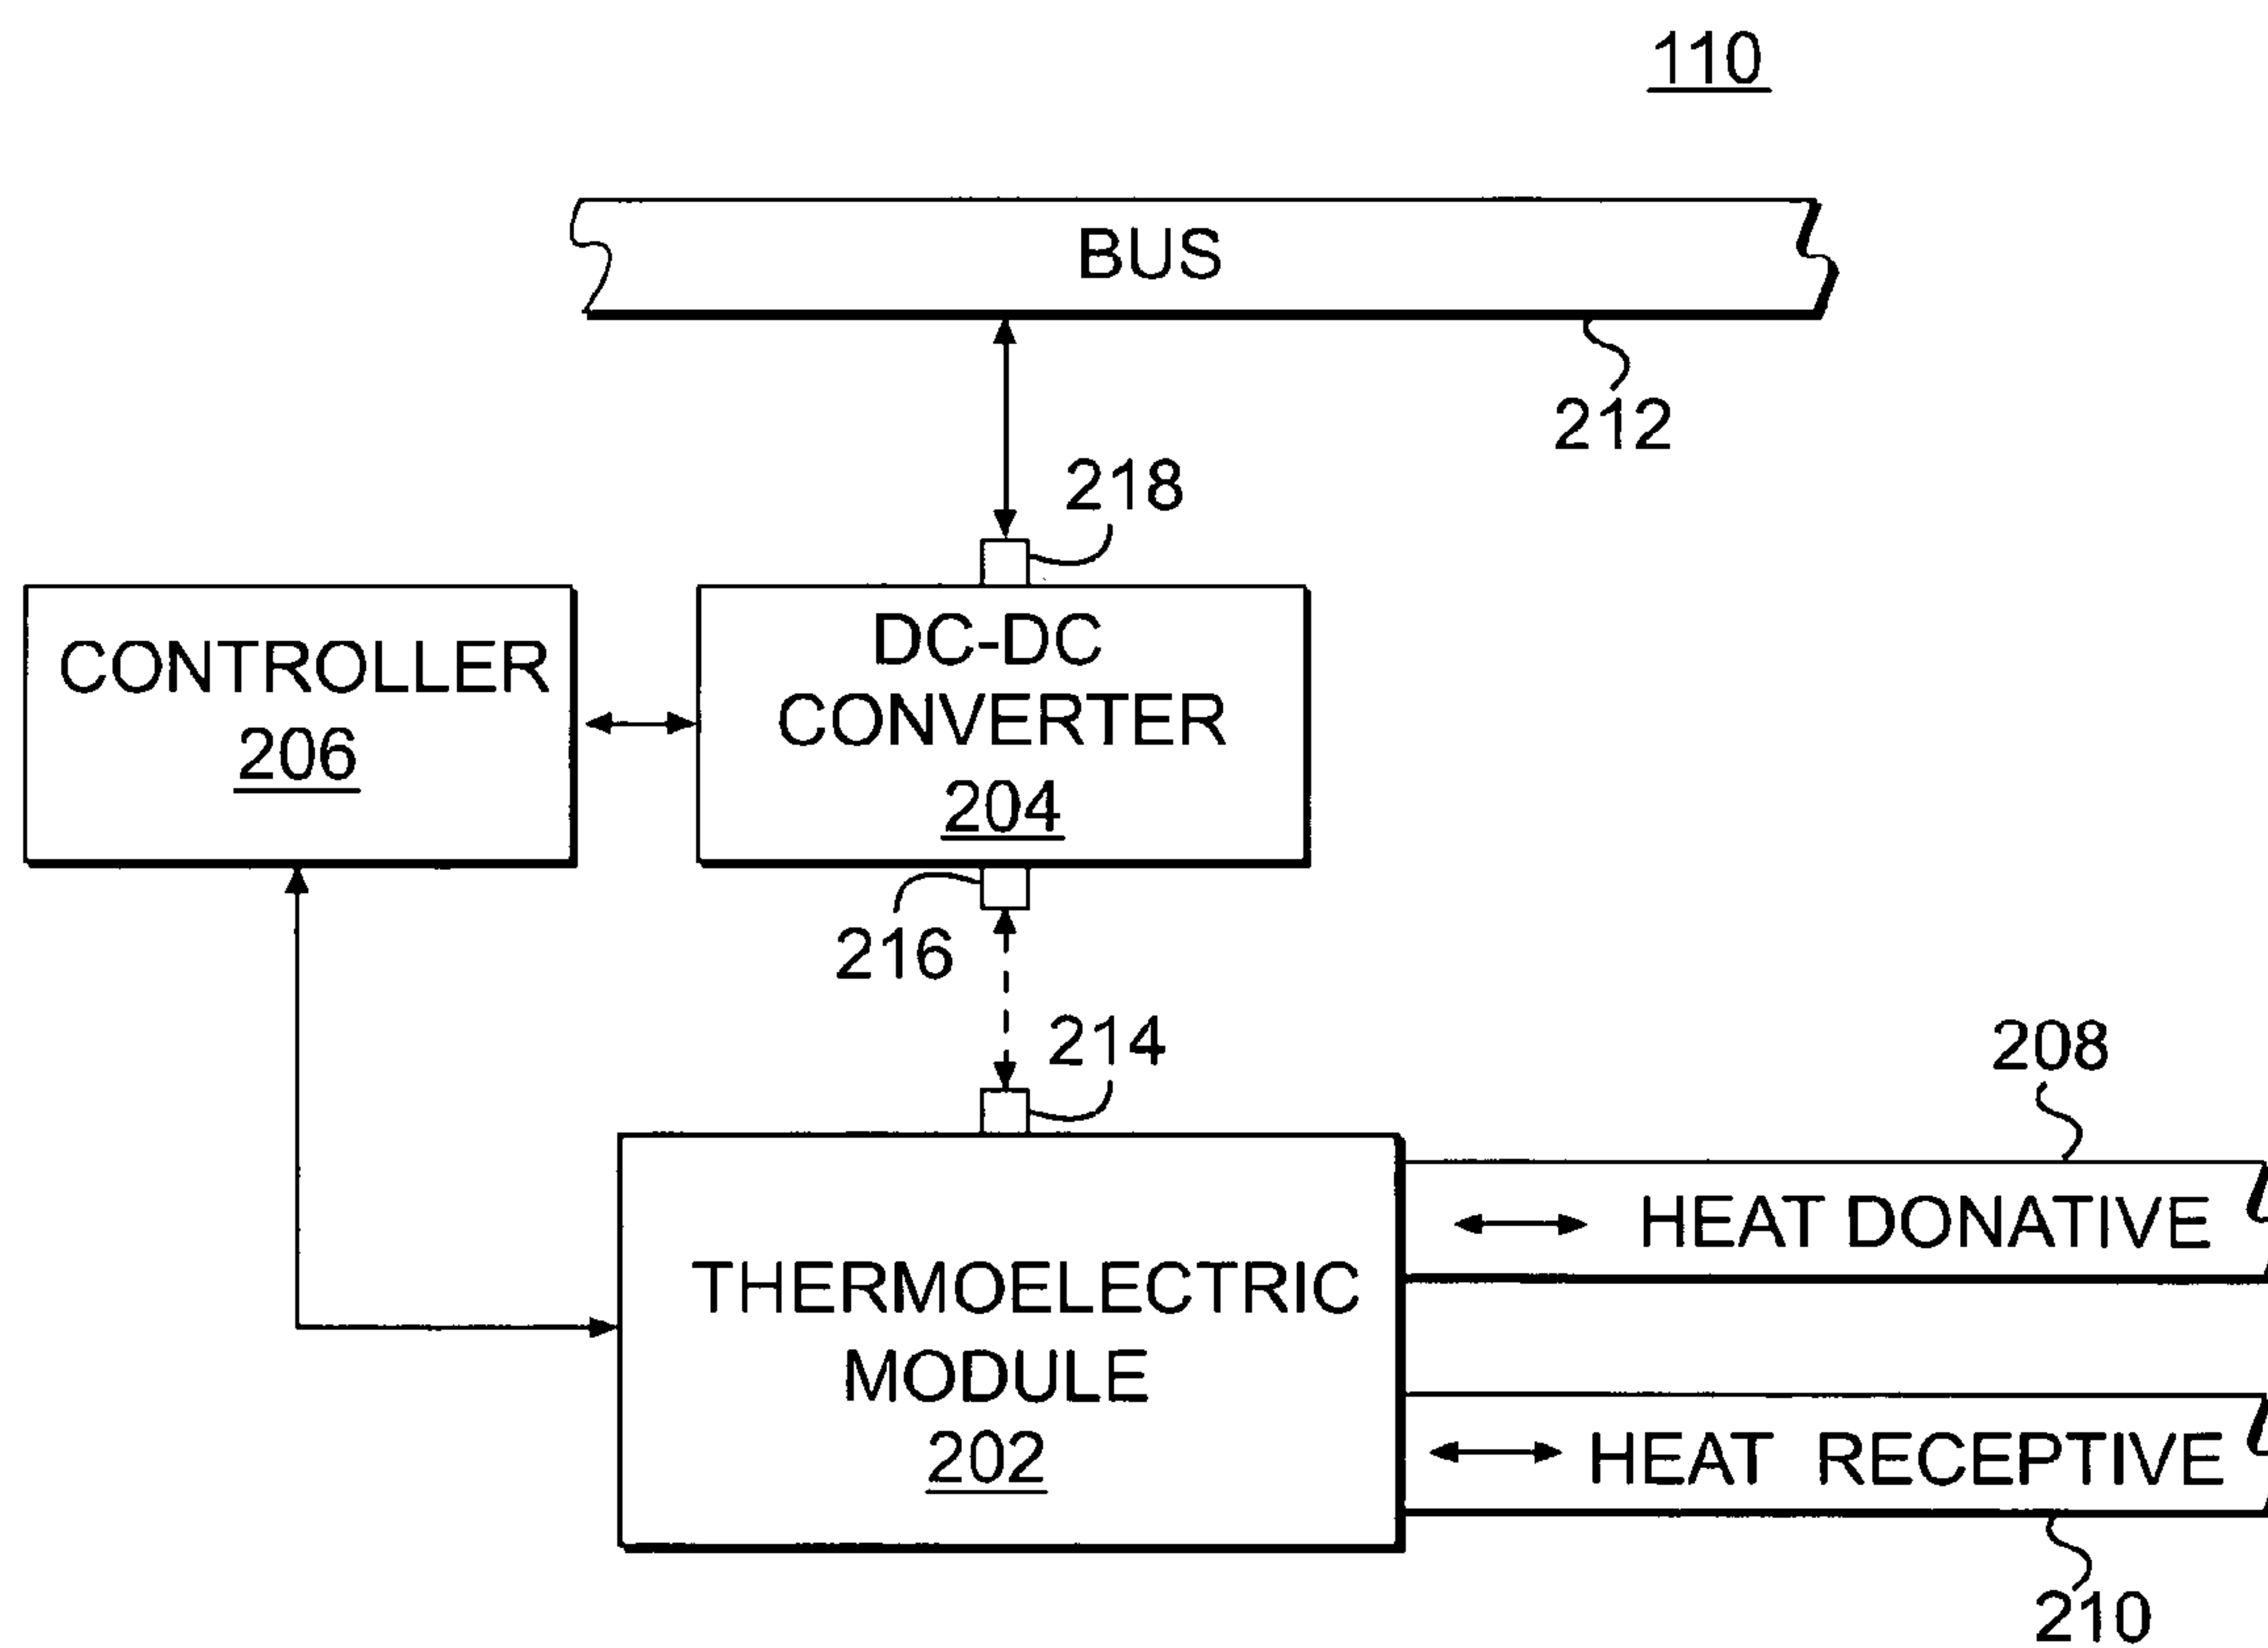 110
BUS
212
218
CONTROLLER
206
DC-DC
CONVERTER
204
216
214
208
THERMOELECTRIC
MODULE
202
HEAT DONATIVE
HEAT RECEPTIVE
210